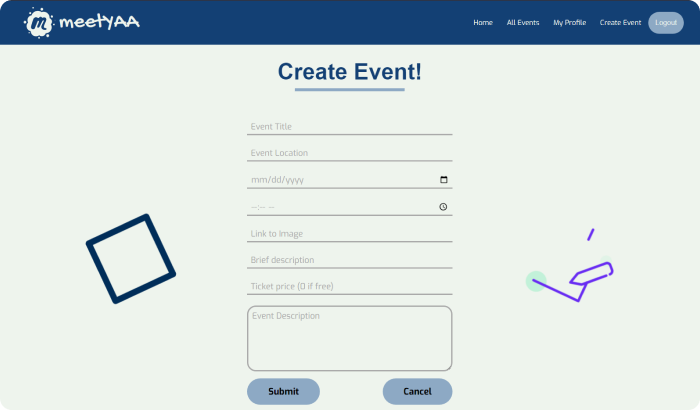 m meetyAA
Home All Events My Profile Create Event Logout
Create Event!
Event Title
Event Location
mm/dd/yyyy
--:-- --
Link to Image
Brief description
Ticket price (0 if free)
Event Description
Submit Cancel